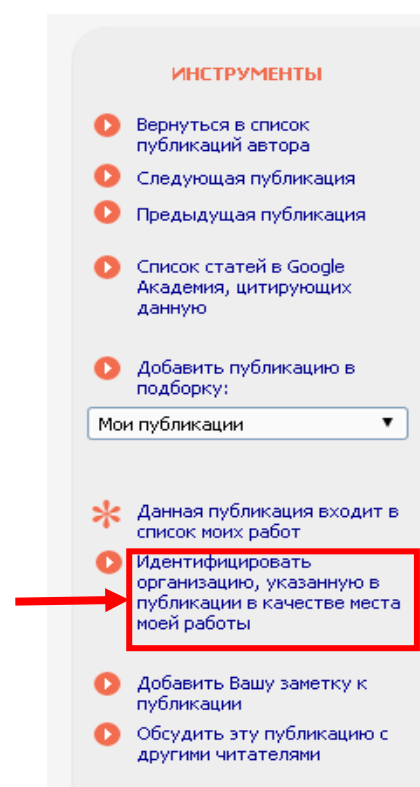 ИНСТРУМЕНТЫ
Вернуться в список
публикаций автора
Следующая публикация
Предыдущая публикация
Список статей в Google
Академия, цитирующих
данную
Добавить публикацию в
подборку:
Мои публикации
Данная публикация входит в
список моих работ
Идентифицировать
организацию, указанную в
публикации в качестве места
моей работы
Добавить Вашу заметку к
публикации
Обсудить эту публикацию с
другими читателями